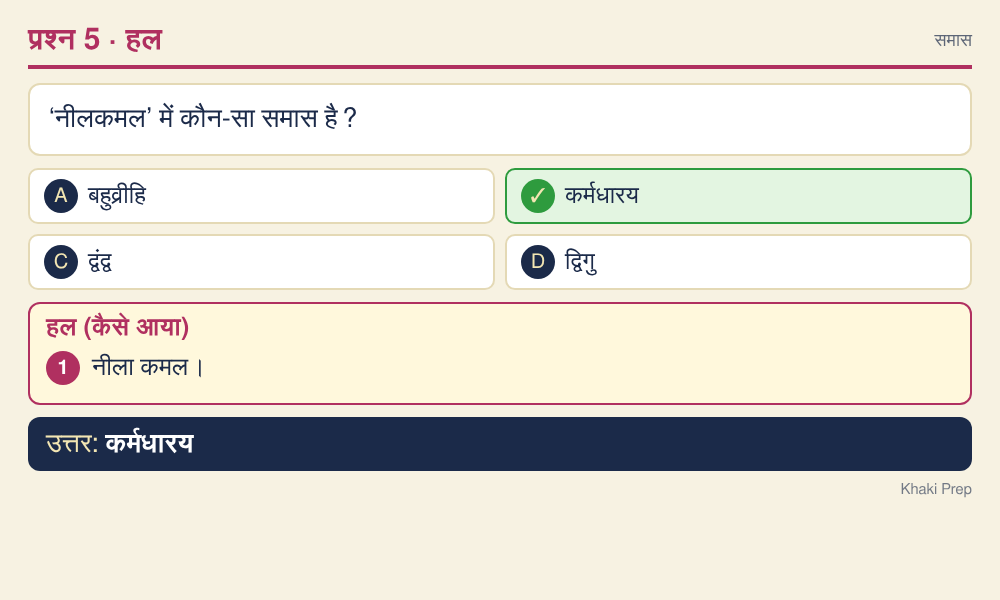 प्रश्न 5 · हल
समास
‘नीलकमल’ में कौन-सा समास है ?
A बहुव्रीहि
✓ कर्मधारय
C द्वंद्व
D द्विगु
हल (कैसे आया)
1 नीला कमल।
उत्तर: कर्मधारय
Khaki Prep